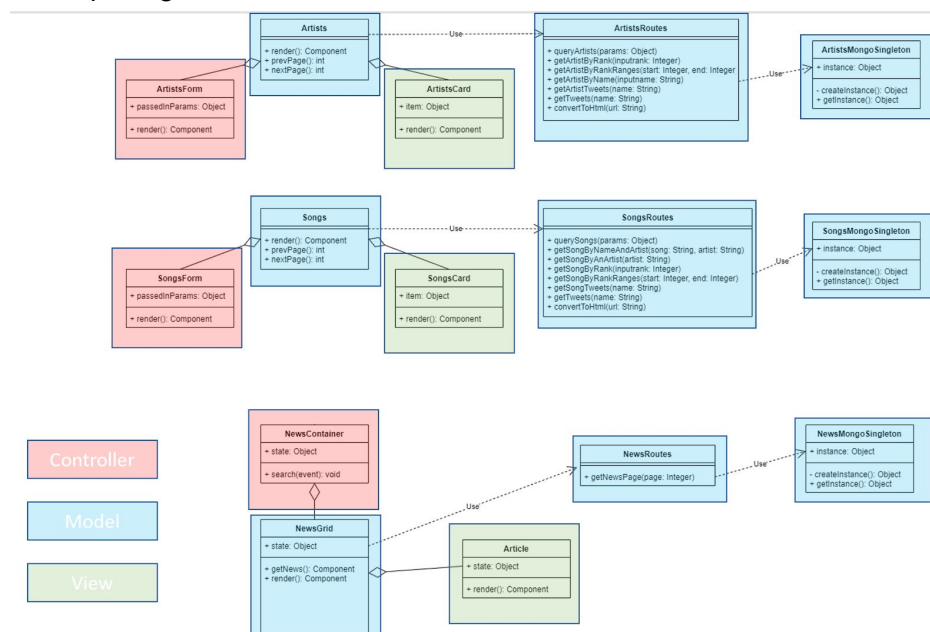 Artists
+ render(): Component
+ prevPage(): int
+ nextPage(): int
Use
ArtistsRoutes
+ queryArtists(params: Object)
+ getArtistByRank(inputrank: Integer)
+ getArtistByRankRanges(start: Integer, end: Integer
+ getArtistByName(inputname: String)
+ getArtistTweets(name: String)
+ getTweets(name: String)
+ convertToHtml(url: String)
Use
ArtistsMongoSingleton
+ instance: Object
- createInstance(): Object
+ getInstance(): Object
ArtistsForm
+ passedInParams: Object
+ render(): Component
ArtistsCard
+ item: Object
+ render(): Component
Songs
+ render(): Component
+ prevPage(): int
+ nextPage(): int
Use
SongsRoutes
+ querySongs(params: Object)
+ getSongByNameAndArtist(song: String, artist: String)
+ getSongByAnArtist(artist: String)
+ getSongByRank(inputrank: Integer)
+ getSongByRankRanges(start: Integer, end: Integer)
+ getSongTweets(name: String)
+ getTweets(name: String)
+ convertToHtml(url: String)
Use
SongsMongoSingleton
+ instance: Object
- createInstance(): Object
+ getInstance(): Object
SongsForm
+ passedInParams: Object
+ render(): Component
SongsCard
+ item: Object
+ render(): Component
Controller
Model
View
NewsContainer
+ state: Object
+ search(event): void
NewsGrid
+ state: Object
+ getNews(): Component
+ render(): Component
Use
Article
+ state: Object
+ render(): Component
NewsRoutes
+ getNewsPage(page: Integer)
Use
NewsMongoSingleton
+ instance: Object
- createInstance(): Object
+ getInstance(): Object